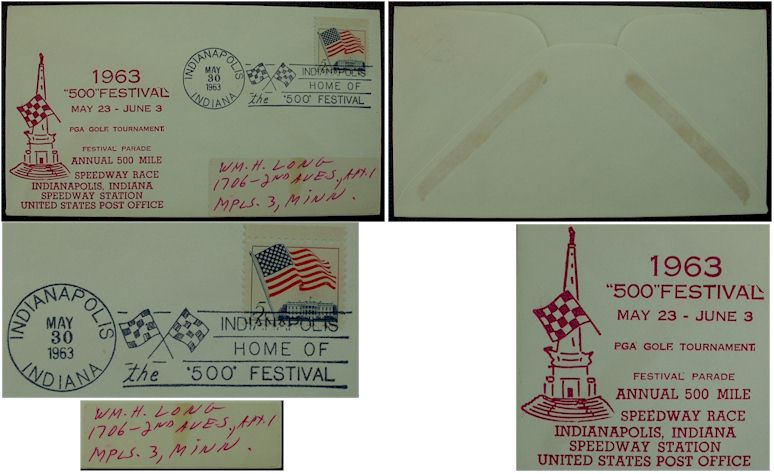 1963
"500" FESTIVAL
MAY 23 - JUNE 3
PGA GOLF TOURNAMENT
FESTIVAL PARADE
ANNUAL 500 MILE
SPEEDWAY RACE
INDIANAPOLIS, INDIANA
SPEEDWAY STATION
UNITED STATES POST OFFICE
INDIANAPOLIS
MAY
30
1963
INDIANA
INDIANAPOLIS
HOME OF
the "500" FESTIVAL
WM. H. LONG
1706-2ND AVE S., APT. 1
MPLS. 3, MINN.
INDIANAPOLIS
MAY
30
1963
INDIANA
INDIANAPOLIS
HOME OF
the "500" FESTIVAL
WM. H. LONG
1706-2ND AVE S., APT. 1
MPLS. 3, MINN.
1963
"500" FESTIVAL
MAY 23 - JUNE 3
PGA GOLF TOURNAMENT
FESTIVAL PARADE
ANNUAL 500 MILE
SPEEDWAY RACE
INDIANAPOLIS, INDIANA
SPEEDWAY STATION
UNITED STATES POST OFFICE